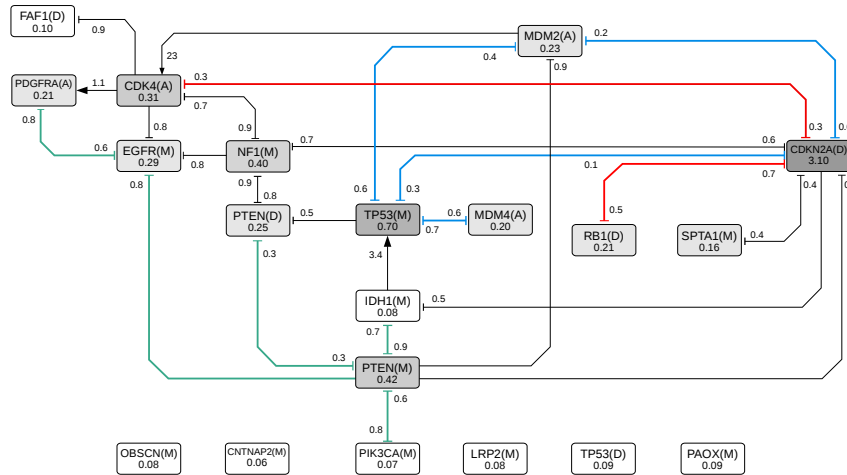 FAF1(D)
0.10
0.9
23
MDM2(A)
0.23
0.2
0.4
0.9
PDGFRA(A)
0.21
1.1
CDK4(A)
0.31
0.3
0.7
0.8
0.8
0.9
0.3
0.6
EGFR(M)
0.29
0.8
NF1(M)
0.40
0.7
0.6
CDKN2A(D)
3.10
0.6
0.8
0.9
0.8
0.6
0.3
0.1
0.7
0.4
PTEN(D)
0.25
0.5
TP53(M)
0.70
0.6
0.7
MDM4(A)
0.20
0.5
RB1(D)
0.21
SPTA1(M)
0.16
0.4
0.3
3.4
IDH1(M)
0.08
0.5
0.7
0.9
0.3
PTEN(M)
0.42
0.6
0.8
OBSCN(M)
0.08
CNTNAP2(M)
0.06
PIK3CA(M)
0.07
LRP2(M)
0.08
TP53(D)
0.09
PAOX(M)
0.09